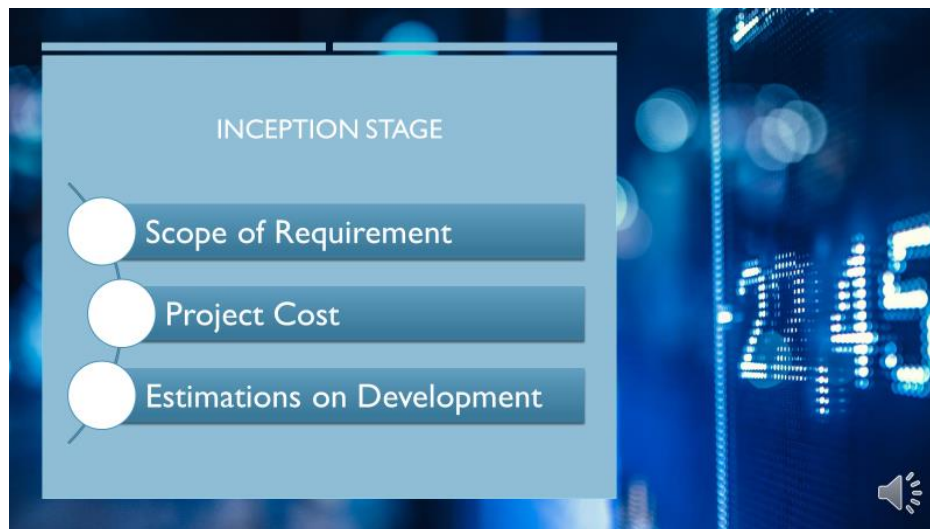 INCEPTION STAGE
Scope of Requirement
Project Cost
Estimations on Development